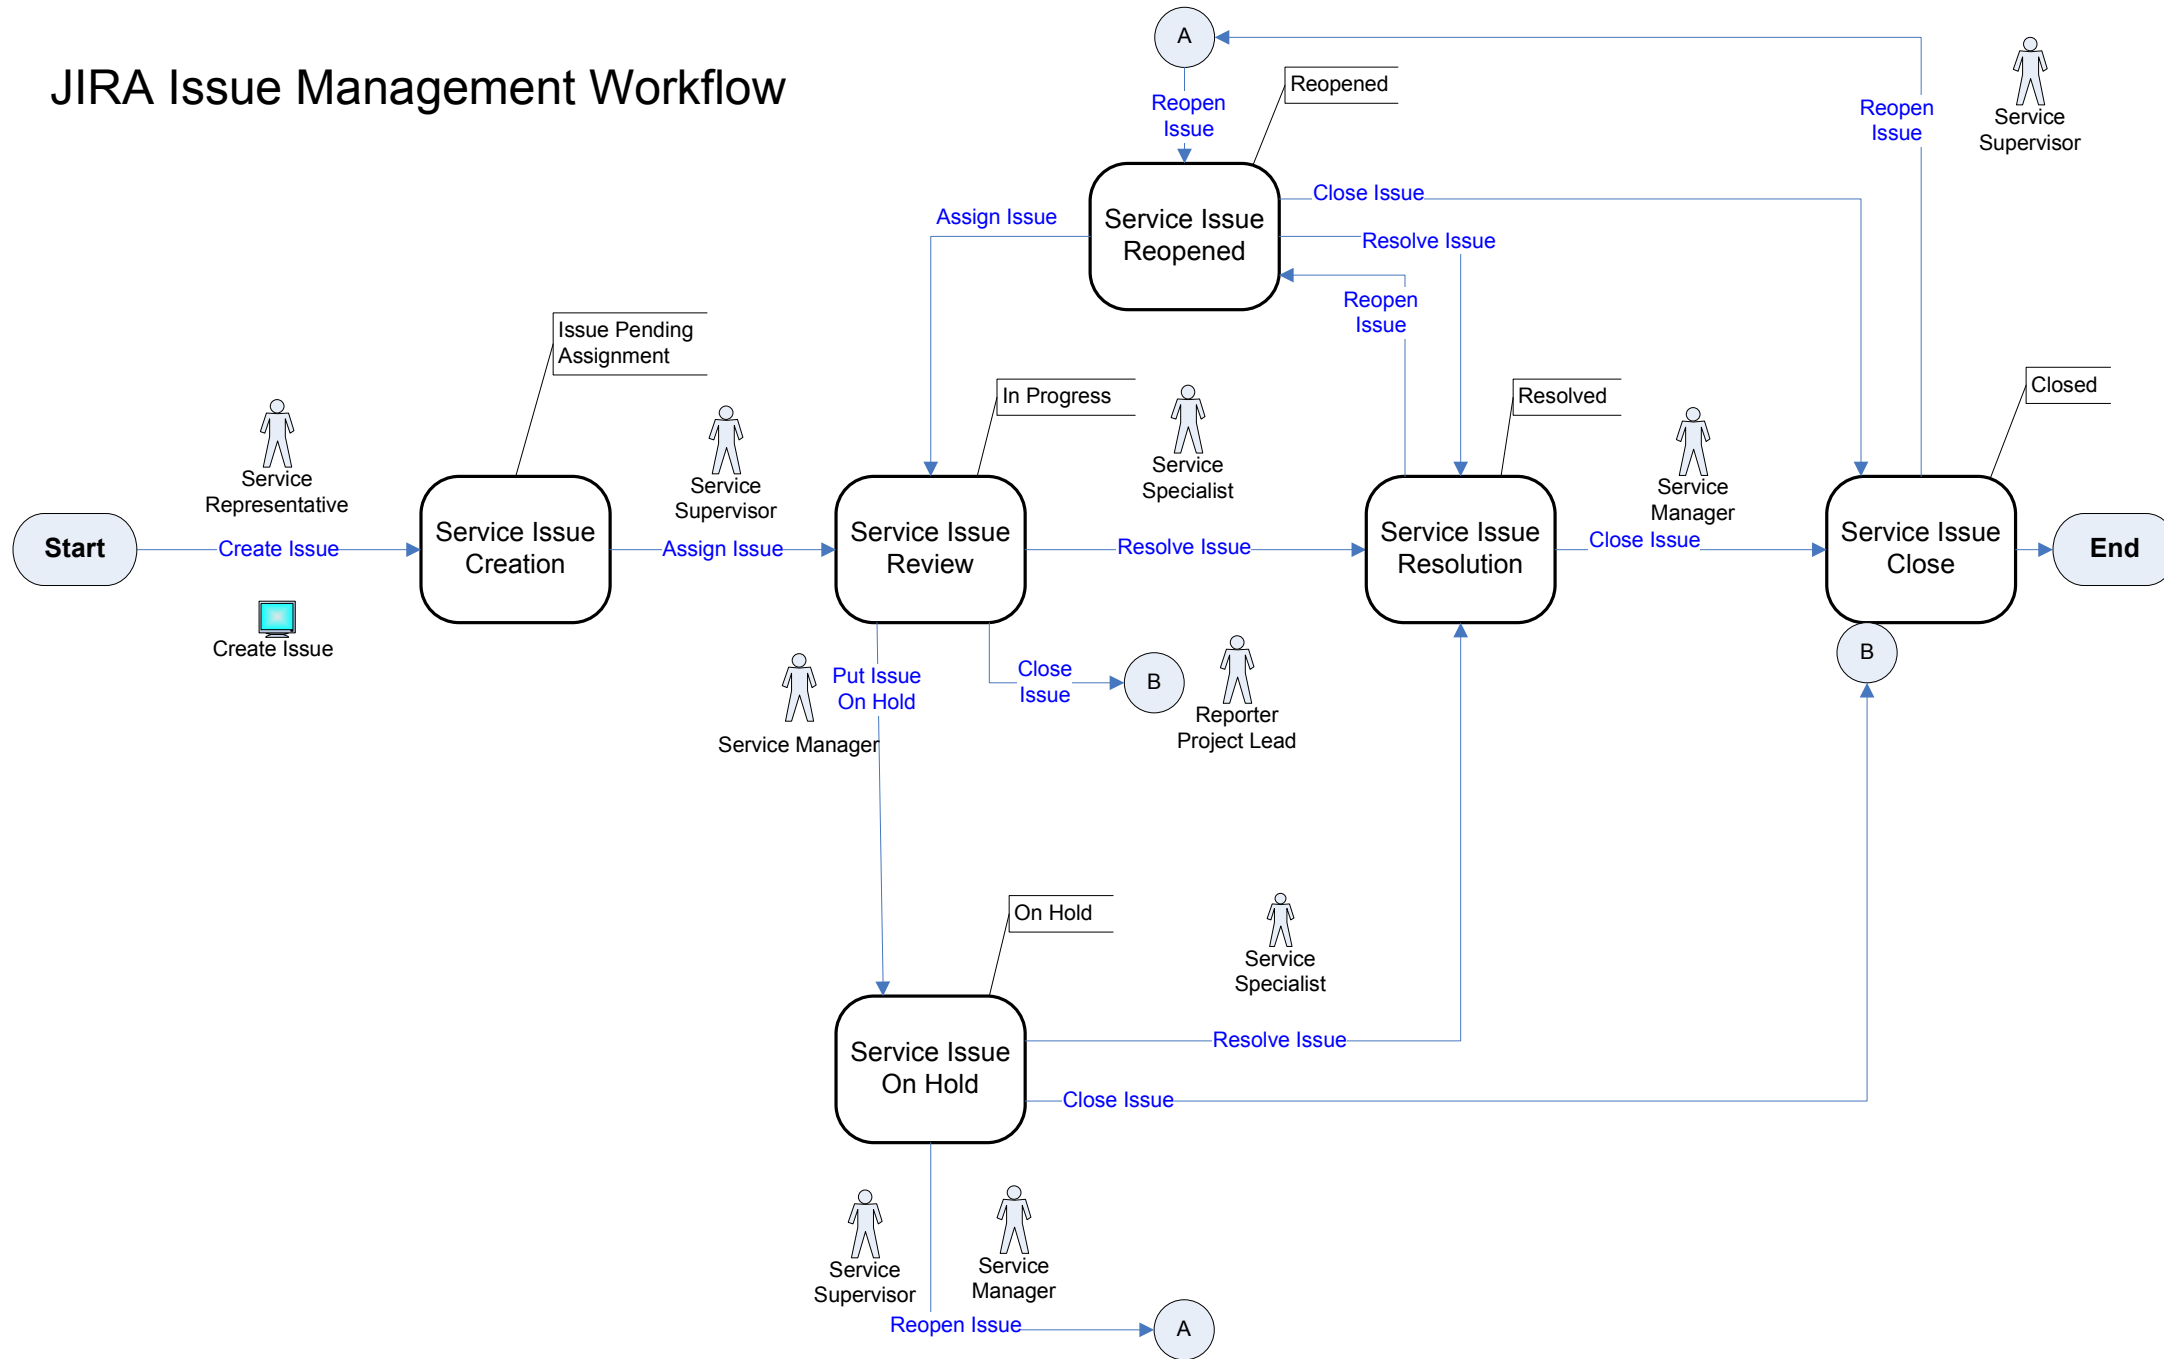 JIRA Issue Management Workflow
A
Reopen
Issue
Reopened
Reopen
Issue
Service
Supervisor
Service Issue
Reopened
Close Issue
Resolve Issue
Assign Issue
Reopen
Issue
Issue Pending
Assignment
In Progress
Resolved
Closed
Service
Representative
Service
Supervisor
Service
Specialist
Service
Manager
Start
Create Issue
Service Issue
Creation
Assign Issue
Service Issue
Review
Resolve Issue
Service Issue
Resolution
Close Issue
Service Issue
Close
End
Create Issue
Put Issue
On Hold
Service Manager
Close
Issue
B
Reporter
Project Lead
B
On Hold
Service
Specialist
Service Issue
On Hold
Resolve Issue
Close Issue
Service
Supervisor
Service
Manager
Reopen Issue
A